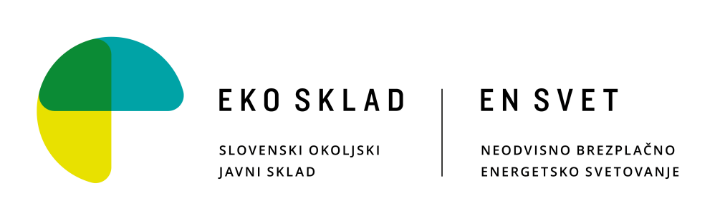 EKO SKLAD
SLOVENSKI OKOLJSKI
JAVNI SKLAD
EN SVET
NEODVISNO BREZPLAČNO
ENERGETSKO SVETOVANJE